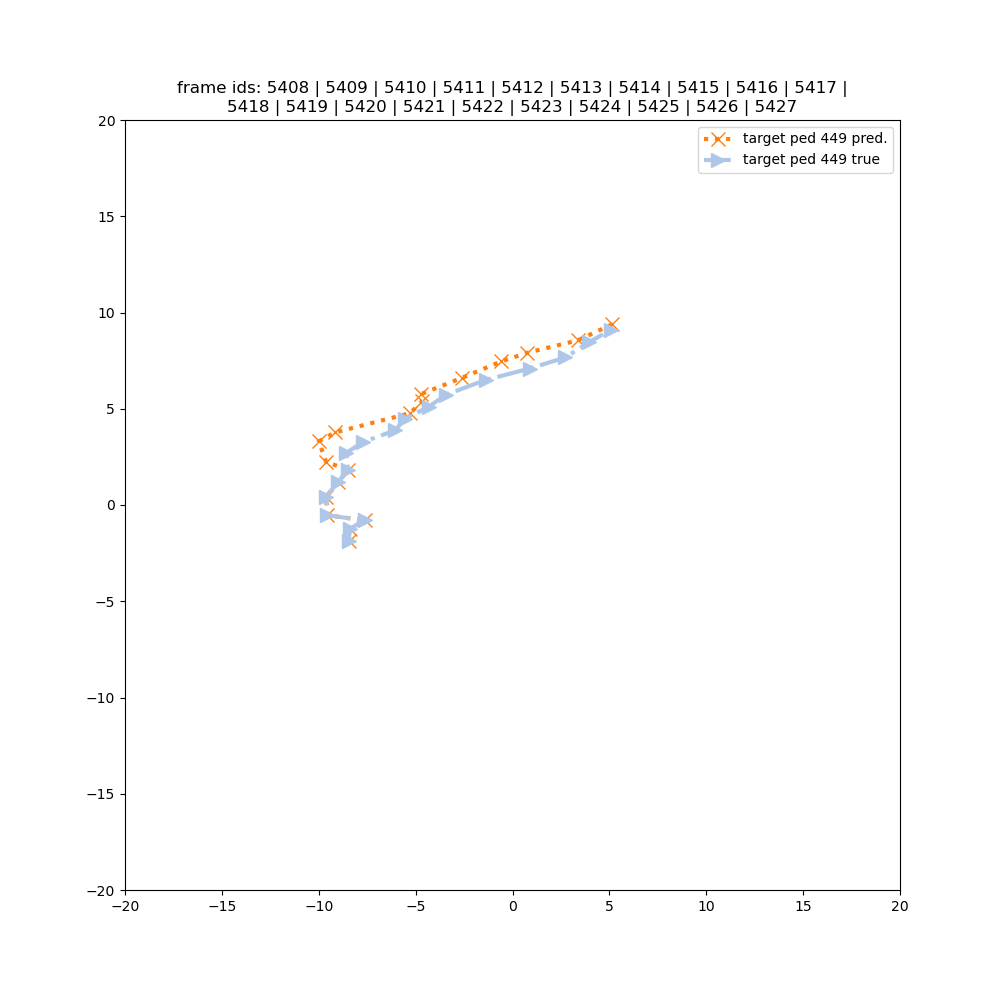 frame ids: 5408 | 5409 | 5410 | 5411 | 5412 | 5413 | 5414 | 5415 | 5416 | 5417 |
5418 | 5419 | 5420 | 5421 | 5422 | 5423 | 5424 | 5425 | 5426 | 5427
target ped 449 pred.
target ped 449 true
20
15
10
5
0
−5
−10
−15
−20
−20 −15 −10 −5 0 5 10 15 20